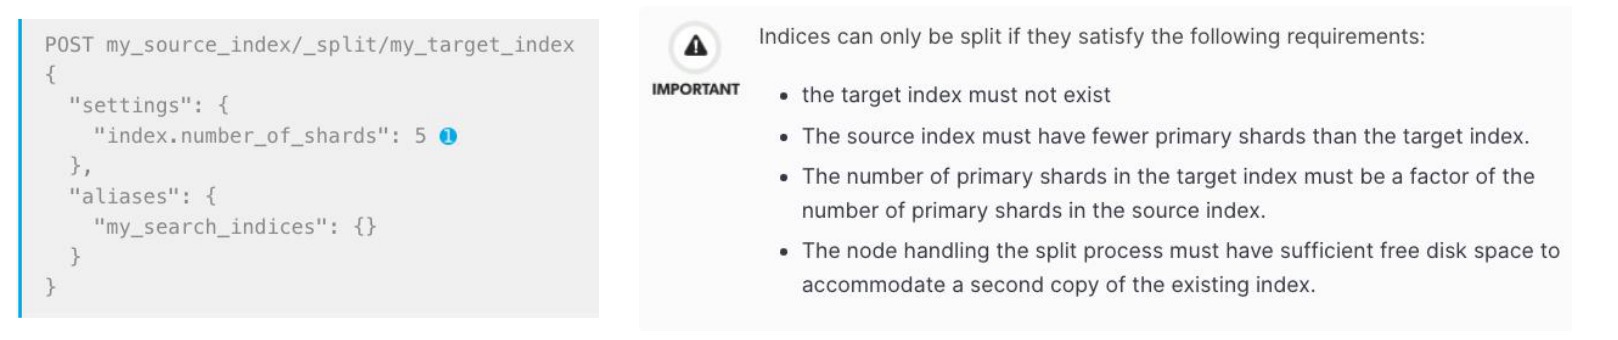 POST my_source_index/_split/my_target_index
{
"settings": {
"index.number_of_shards": 5 1
},
"aliases": {
"my_search_indices": {}
}
}
IMPORTANT
Indices can only be split if they satisfy the following requirements:
• the target index must not exist
• The source index must have fewer primary shards than the target index.
• The number of primary shards in the target index must be a factor of the
number of primary shards in the source index.
• The node handling the split process must have sufficient free disk space to
accommodate a second copy of the existing index.